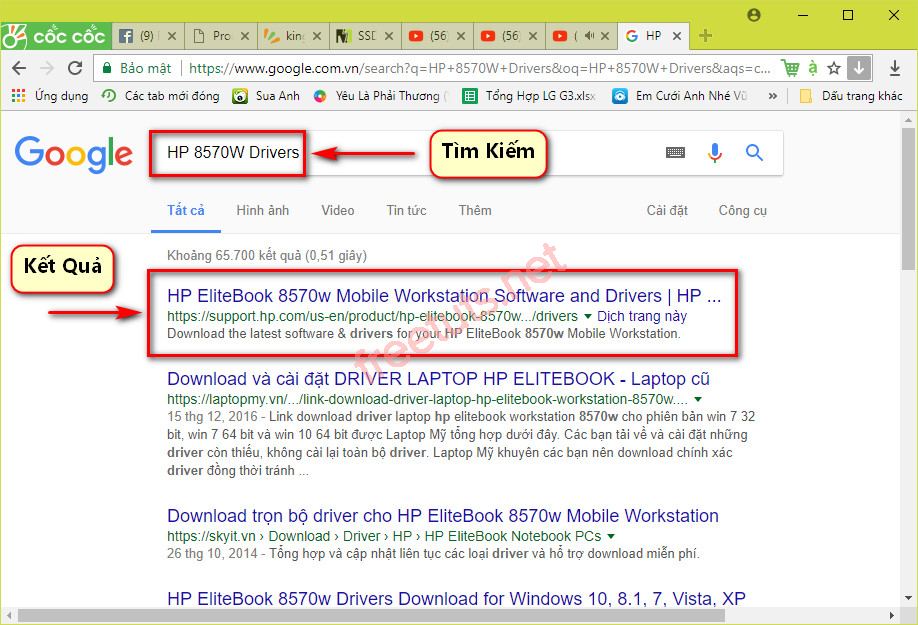 cốc cốc (9) Pro kin SSD (56 (56 ( HP
Bảo mật https://www.google.com.vn/search?q=HP+8570W+Drivers&oq=HP+8570W+Drivers&aqs=c...
Ứng dụng Các tab mới đóng Sua Anh Yêu Là Phải Thương ( Tổng Hợp LG G3.xlsx Em Cưới Anh Nhé Vũ » Dấu trang khác
Google HP 8570W Drivers Tìm Kiếm
Tất cả Hình ảnh Video Tin tức Thêm Cài đặt Công cụ
Khoảng 65.700 kết quả (0,51 giây)
Kết Quả
HP EliteBook 8570w Mobile Workstation Software and Drivers | HP ...
https://support.hp.com/us-en/product/hp-elitebook-8570w.../drivers Dịch trang này
Download the latest software & drivers for your HP EliteBook 8570w Mobile Workstation.
freetuts.net
Download và cài đặt DRIVER LAPTOP HP ELITEBOOK - Laptop cũ
https://laptopmy.vn/.../link-download-driver-laptop-hp-elitebook-workstation-8570w....
15 thg 12, 2016 - Link download driver laptop hp elitebook workstation 8570w cho phiên bản win 7 32
bit, win 7 64 bit và win 10 64 bit được Laptop Mỹ tổng hợp dưới đây. Các bạn tải về và cài đặt những
driver còn thiếu, không cài lại toàn bộ driver. Laptop Mỹ khuyên các bạn nên download chính xác
driver đồng thời tránh ...
Download trọn bộ driver cho HP EliteBook 8570w Mobile Workstation
https://skyit.vn › Download › Driver › HP › HP EliteBook Notebook PCs
26 thg 10, 2014 - Tổng hợp và cập nhật liên tục các loại driver và hổ trợ download miễn phí.
HP EliteBook 8570w Drivers Download for Windows 10, 8.1, 7, Vista, XP